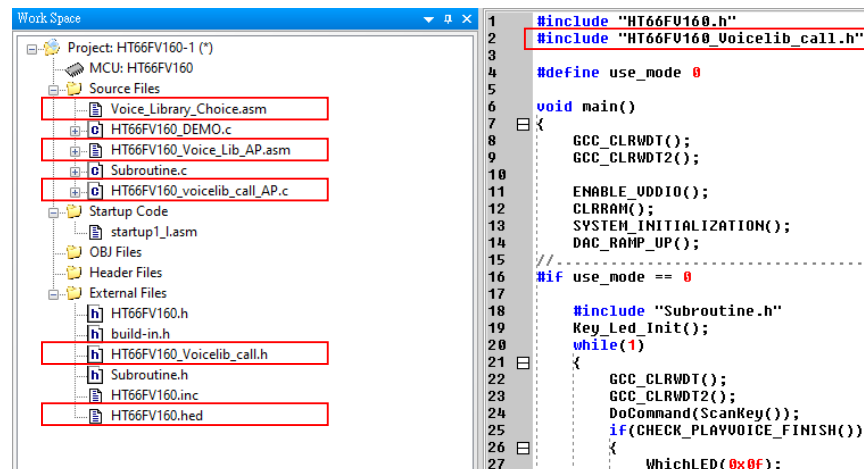 Work Space
Project: HT66FV160-1 (*)
MCU: HT66FV160
Source Files
Voice_Library_Choice.asm
HT66FV160_DEMO.c
HT66FV160_Voice_Lib_AP.asm
Subroutine.c
HT66FV160_voicelib_call_AP.c
Startup Code
startup1_l.asm
OBJ Files
Header Files
External Files
HT66FV160.h
build-in.h
HT66FV160_Voicelib_call.h
Subroutine.h
HT66FV160.inc
HT66FV160.hed
1 #include "HT66FV160.h"
2 #include "HT66FV160_Voicelib_call.h"
3
4 #define use_mode 0
5
6 void main()
7 {
8 GCC_CLRWDT();
9 GCC_CLRWDT2();
10
11 ENABLE_VDDIO();
12 CLRRAM();
13 SYSTEM_INITIALIZATION();
14 DAC_RAMP_UP();
15 //...................................
16 #if use_mode == 0
17
18 #include "Subroutine.h"
19 Key_Led_Init();
20 while(1)
21 {
22 GCC_CLRWDT();
23 GCC_CLRWDT2();
24 DoCommand(ScanKey());
25 if(CHECK_PLAYVOICE_FINISH())
26 {
27 WhichLED(0x0f);